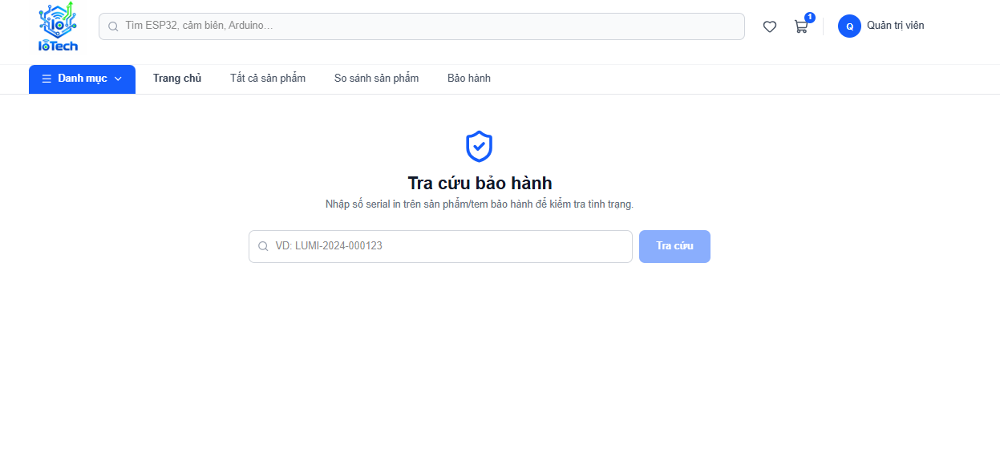 IoTech
Tìm ESP32, cảm biến, Arduino...
1
Q
Quản trị viên
Danh mục
Trang chủ
Tất cả sản phẩm
So sánh sản phẩm
Bảo hành
Tra cứu bảo hành
Nhập số serial in trên sản phẩm/tem bảo hành để kiểm tra tình trạng.
VD: LUMI-2024-000123
Tra cứu